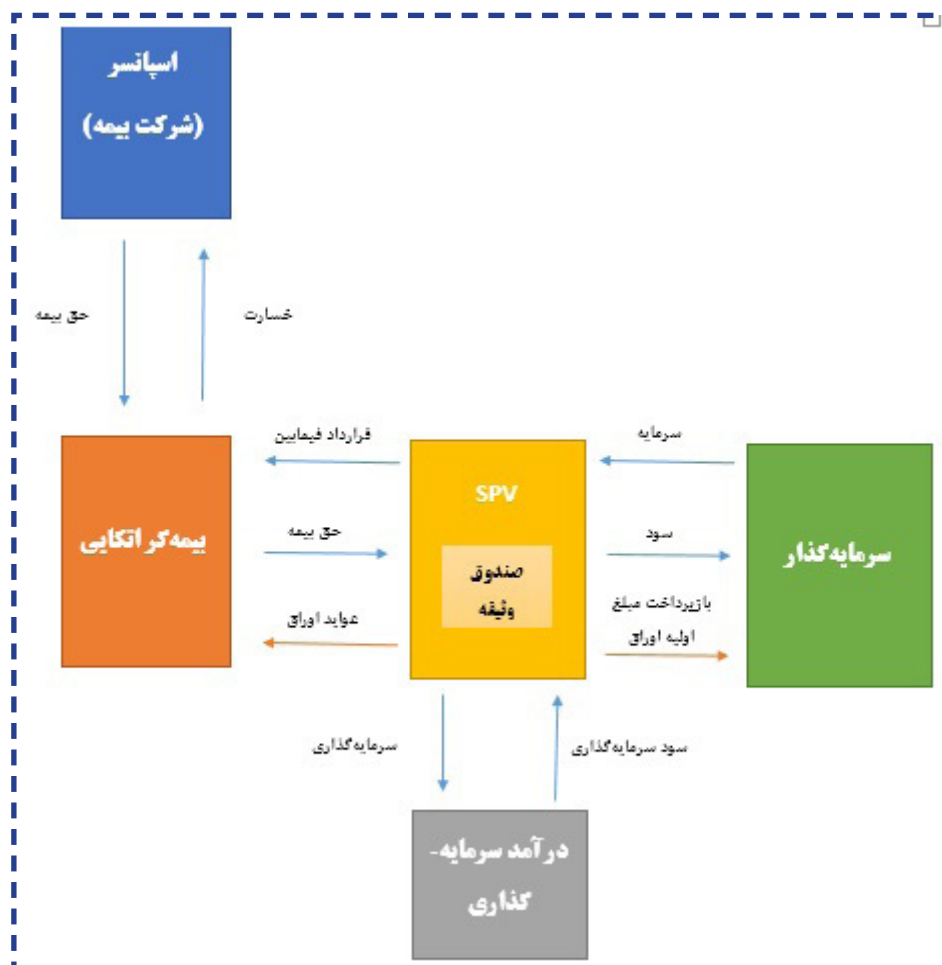 اسپانسر
(شرکت بیمه)
حق بیمه
خسارت
قرارداد فیمابین
سرمایه
بیمه‌گر اتکایی
SPV
صندوق
وثیقه
سرمایه‌گذار
حق بیمه
سود
عواید اوراق
بازپرداخت مبلغ
اولیه اوراق
سرمایه‌گذاری
سود سرمایه‌گذاری
درآمد سرمایه-
گذاری